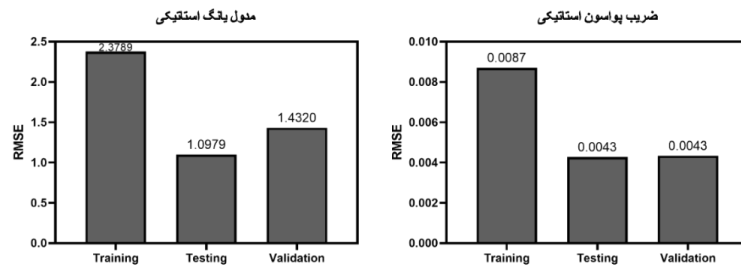 مدول یانگ استاتیکی
2.5
2.0
1.5
1.0
0.5
0.0
RMSE
2.3789
1.0979
1.4320
Training
Testing
Validation
ضریب پواسون استاتیکی
0.010
0.008
0.006
0.004
0.002
0.000
RMSE
0.0087
0.0043
0.0043
Training
Testing
Validation